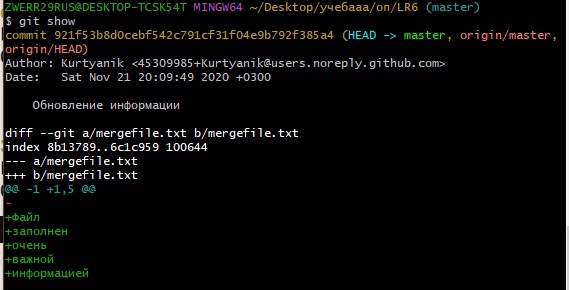 ZWERR29RUS@DESKTOP-TCSK54T MINGW64 ~/Desktop/учебааа/оп/LR6 (master)
$ git show
commit 921f53b8d0cebf542c791cf31f04e9b792f385a4 (HEAD -> master, origin/master,
origin/HEAD)
Author: Kurtyanik <45309985+Kurtyanik@users.noreply.github.com>
Date:   Sat Nov 21 20:09:49 2020 +0300
Обновление информации
diff --git a/mergefile.txt b/mergefile.txt
index 8b13789..6c1c959 100644
--- a/mergefile.txt
+++ b/mergefile.txt
@@ -1 +1,5 @@
-
+Файл
+заполнен
+очень
+важной
+информацией